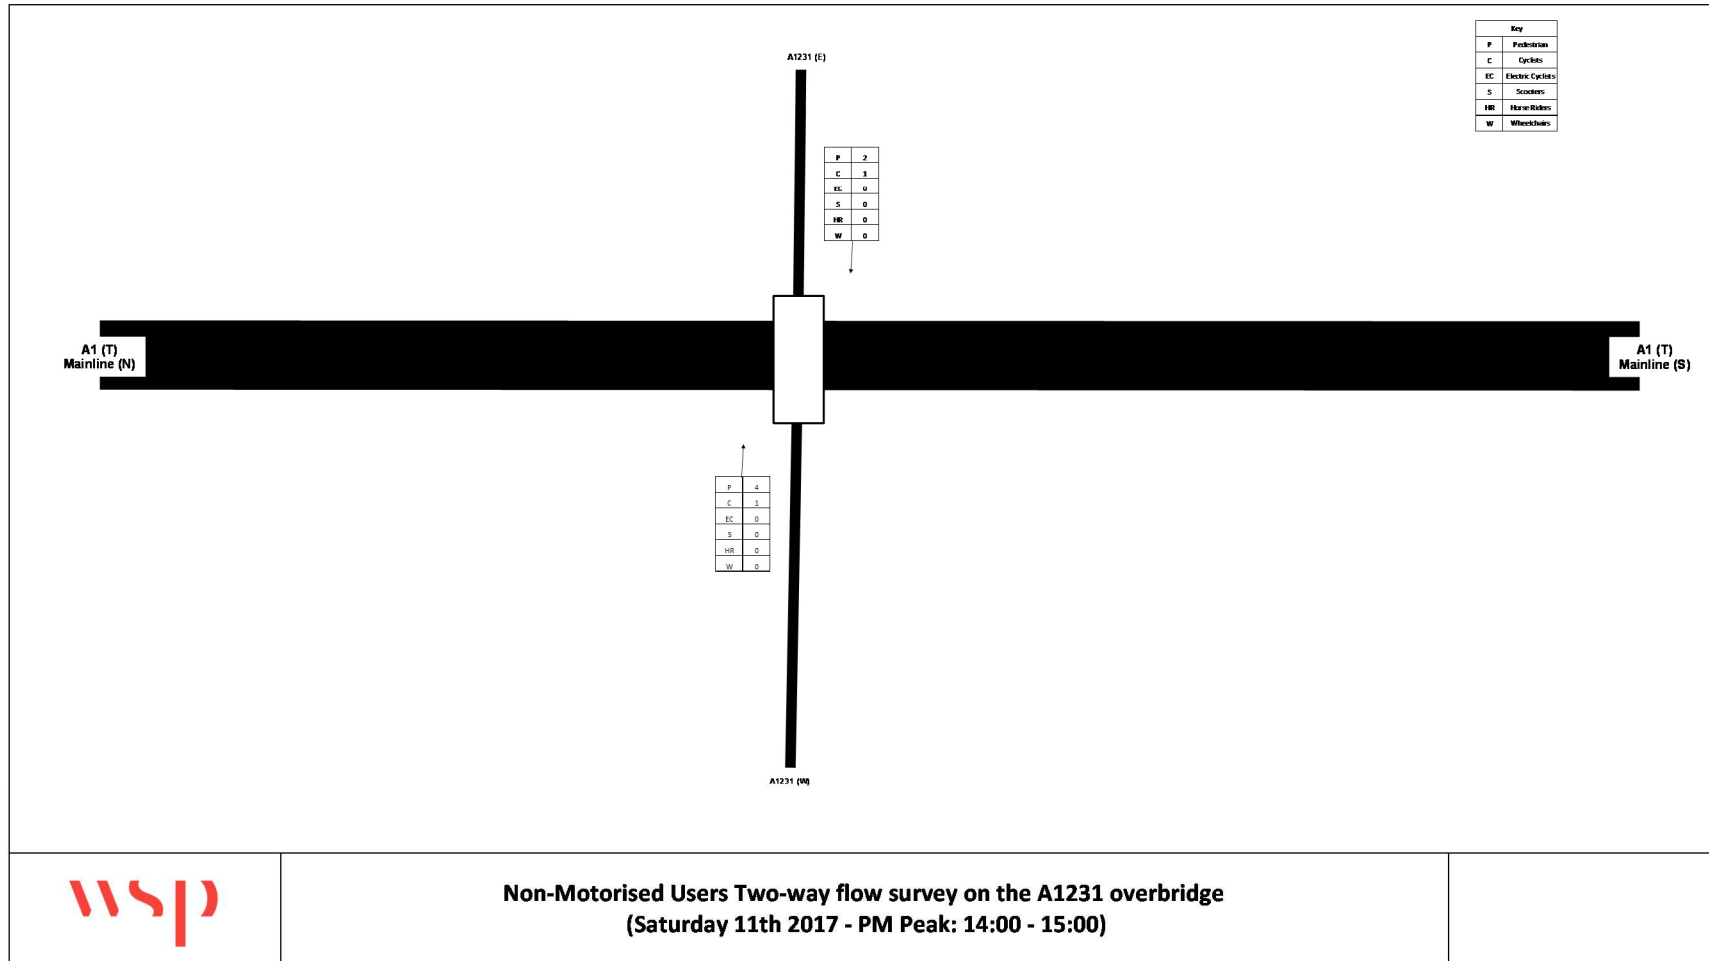 A1231 (E)
Key
P Pedestrian
C Cyclists
EC Electric Cyclists
S Scooters
HR Horse Riders
W Wheelchairs
P 2
C 1
EC 0
S 0
HR 0
W 0
A1 (T)
Mainline (N)
A1 (T)
Mainline (S)
P 4
C 1
EC 0
S 0
HR 0
W 0
A1231 (W)
wsp
Non-Motorised Users Two-way flow survey on the A1231 overbridge
(Saturday 11th 2017 - PM Peak: 14:00 - 15:00)